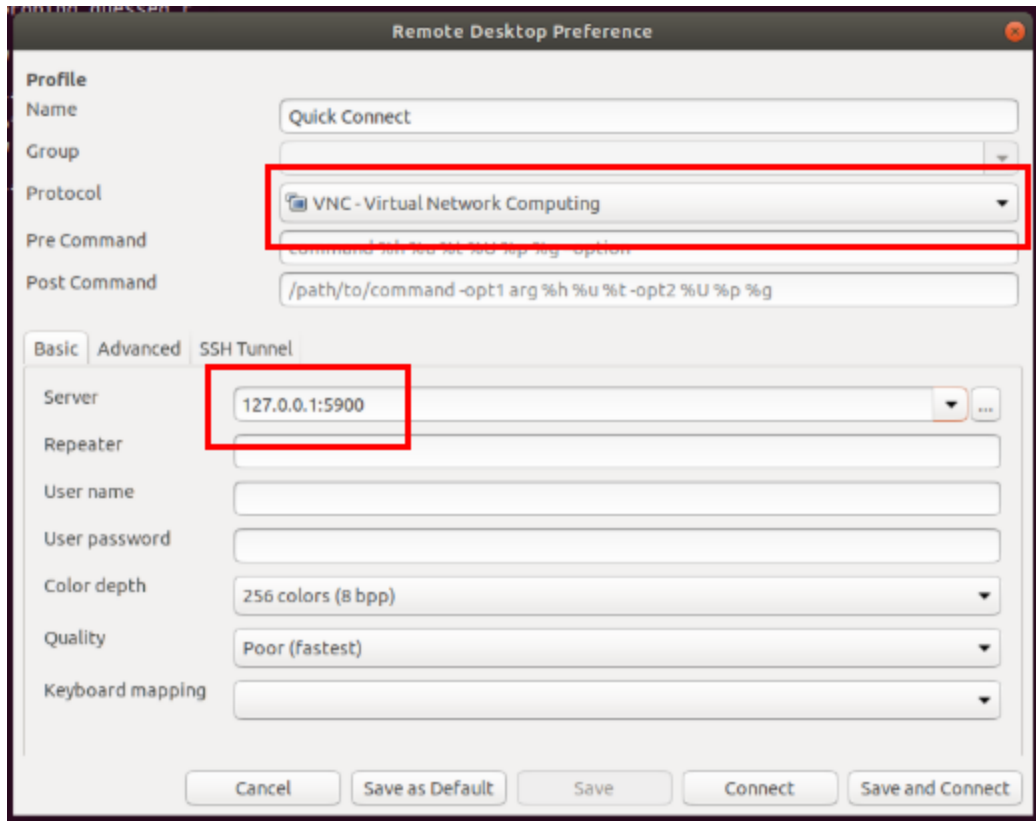 Remote Desktop Preference
Profile
Name Quick Connect
Group
Protocol VNC - Virtual Network Computing
Pre Command command %h %u %t %U %p %g -option
Post Command /path/to/command -opt1 arg %h %u %t -opt2 %U %p %g
Basic Advanced SSH Tunnel
Server 127.0.0.1:5900 ...
Repeater
User name
User password
Color depth 256 colors (8 bpp)
Quality Poor (fastest)
Keyboard mapping
Cancel Save as Default Save Connect Save and Connect